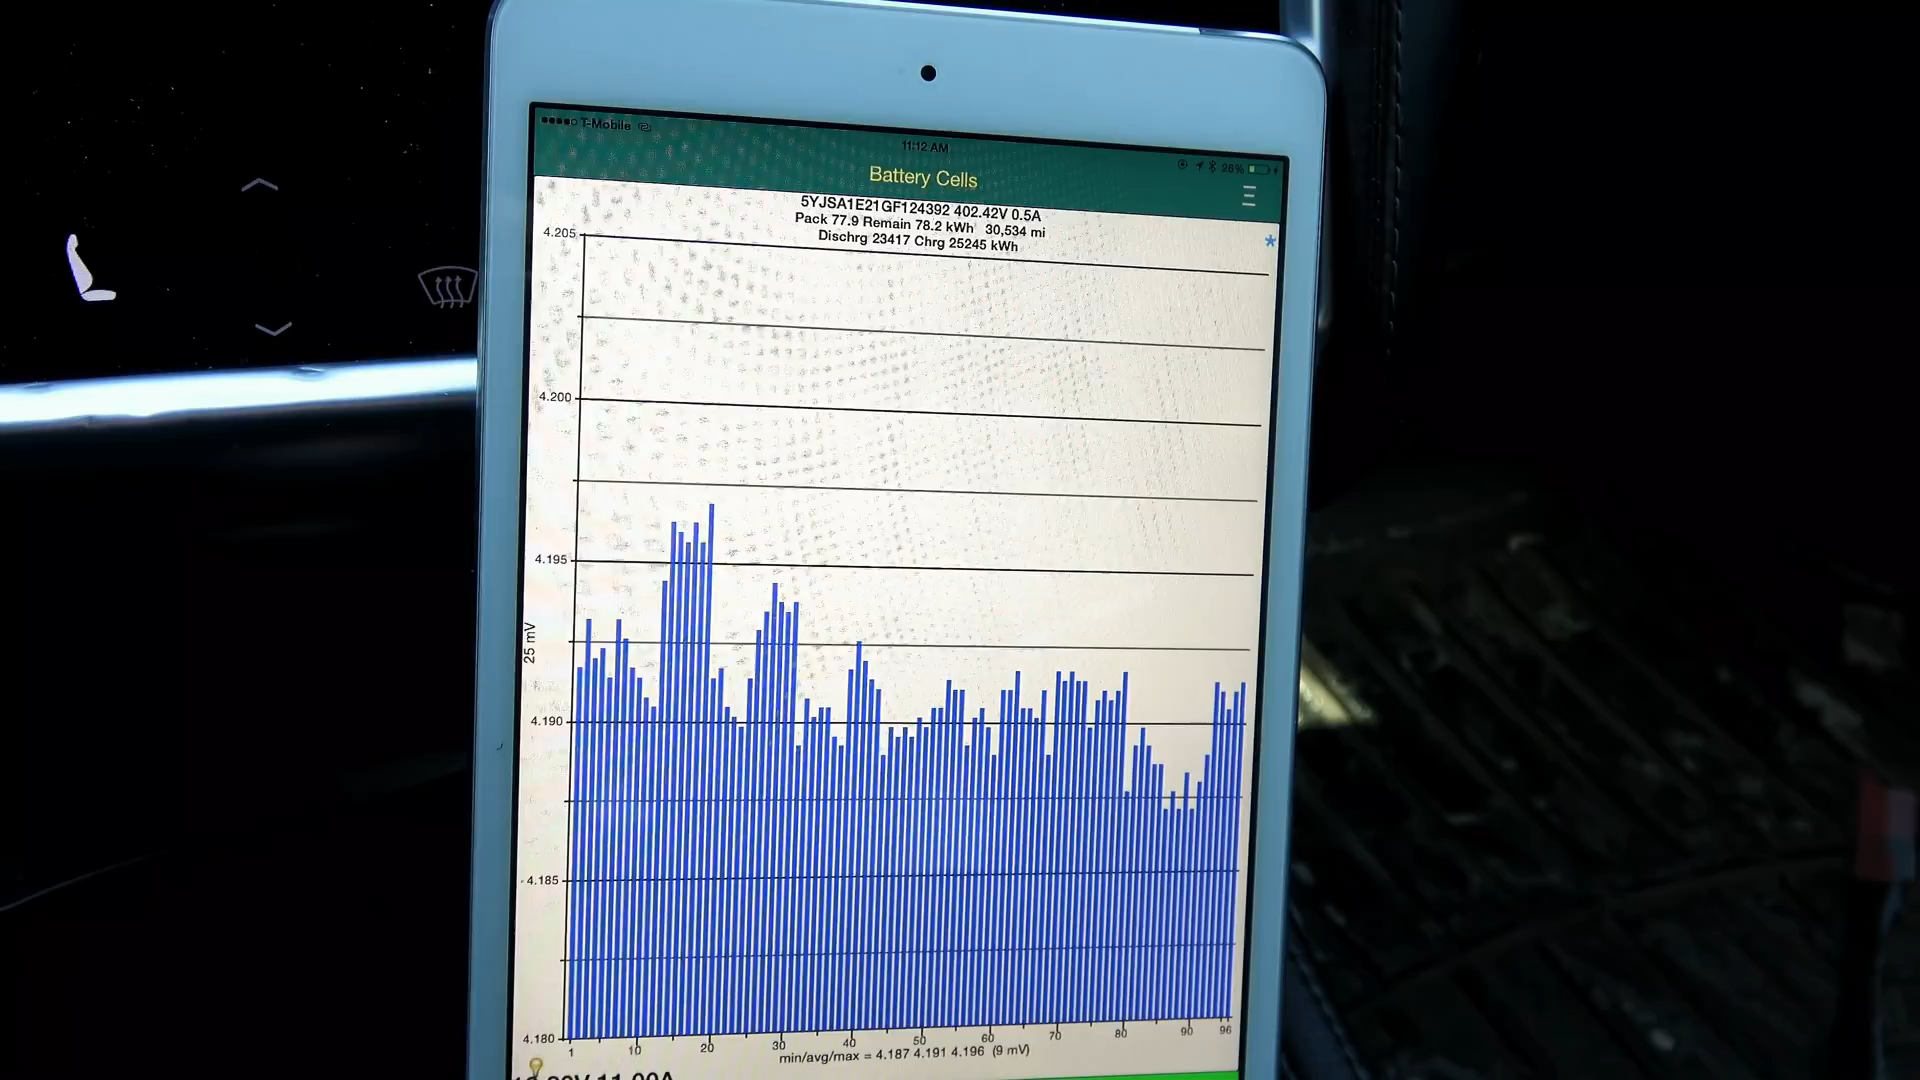 T-Mobile
11:12 AM
26%
Battery Cells
5YJSA1E21GF124392 402.42V 0.5A
Pack 77.9 Remain 78.2 kWh 30,534 mi
Dischrg 23417 Chrg 25245 kWh
4.205
4.200
4.195
25 mV
4.190
4.185
4.180
1 10 20 30 40 50 60 70 80 90 96
min/avg/max = 4.187 4.191 4.196 (9 mV)